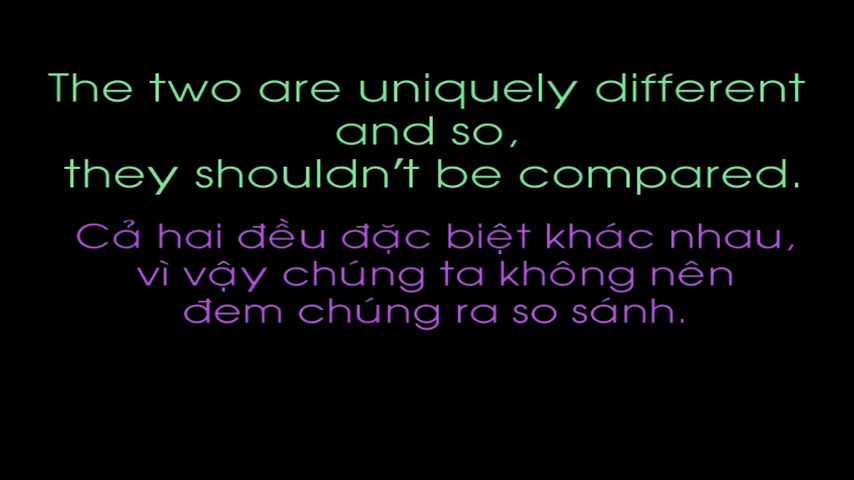 The two are uniquely different
and so,
they shouldn't be compared.
Cả hai đều đặc biệt khác nhau,
vì vậy chúng ta không nên
đem chúng ra so sánh.